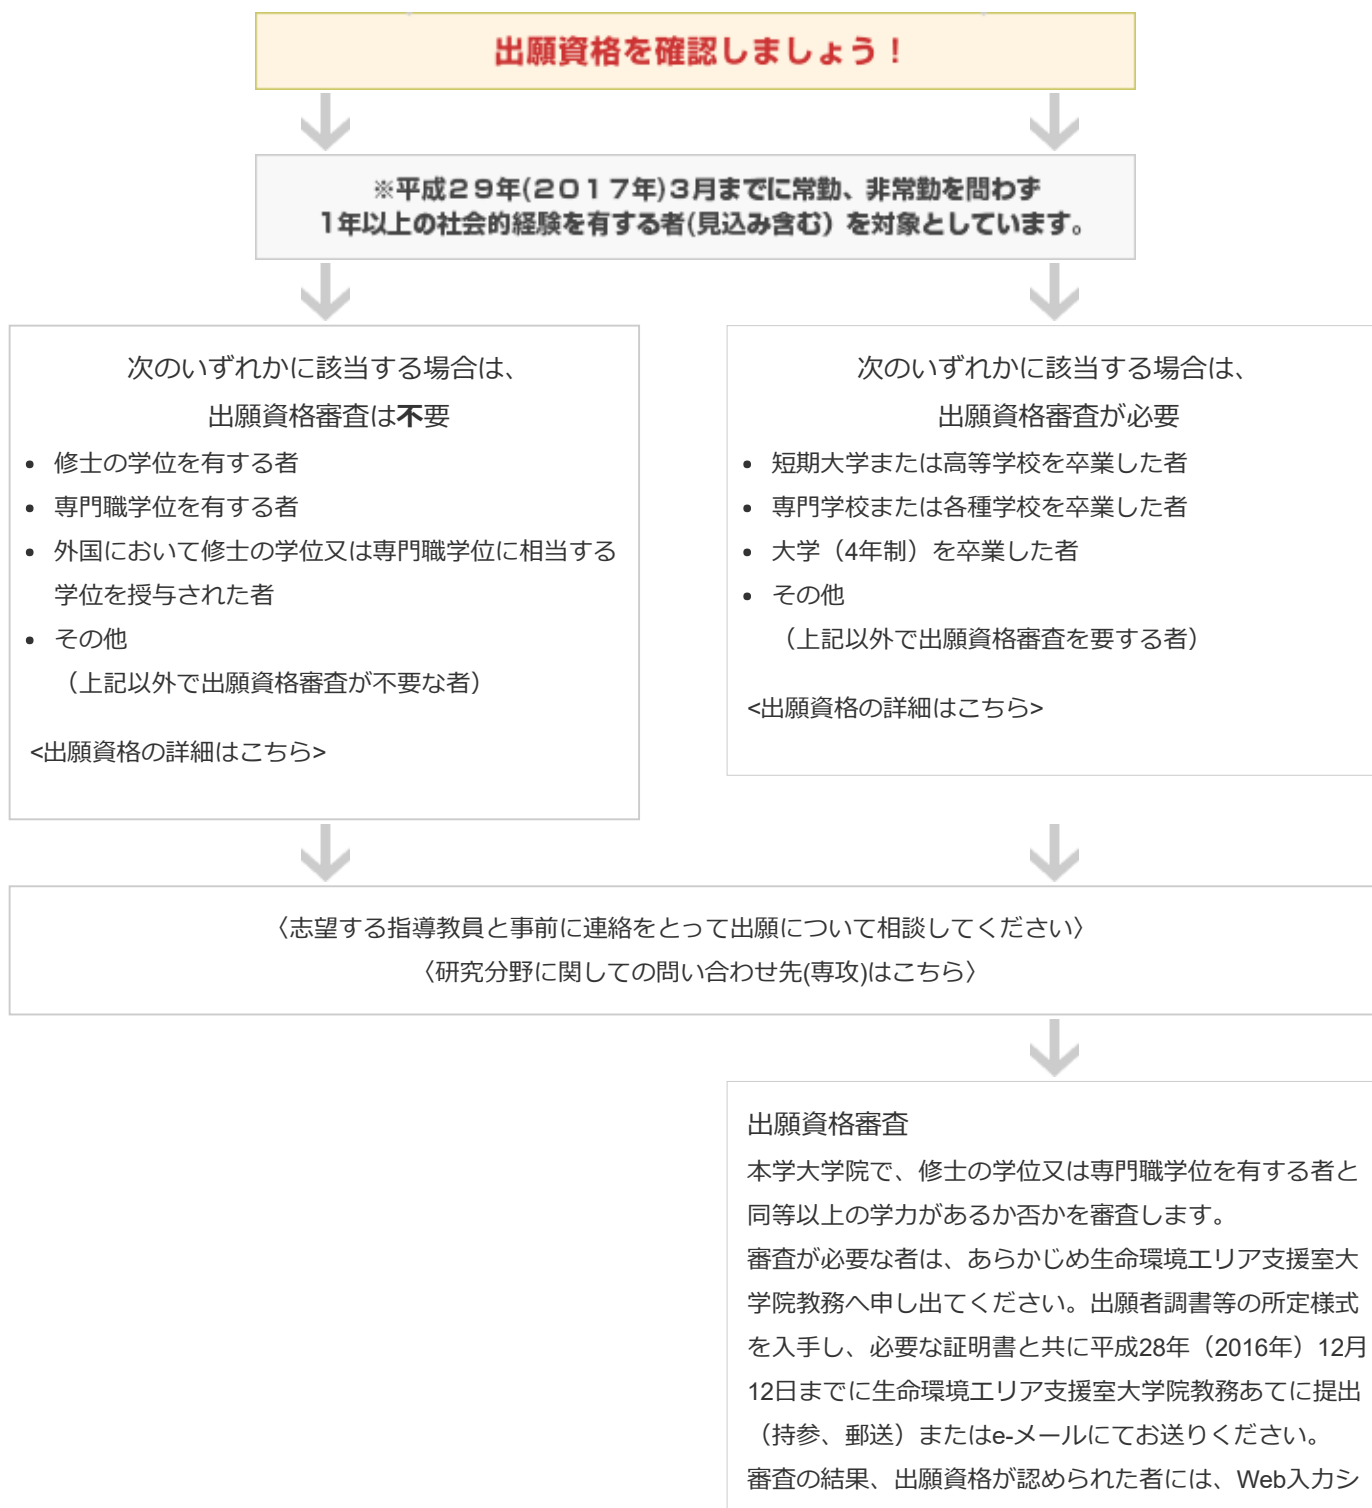 出願資格を確認しましょう！
※平成２９年(２０１７年)３月までに常勤、非常勤を問わず
１年以上の社会的経験を有する者(見込み含む）を対象としています。
次のいずれかに該当する場合は、
出願資格審査は不要
• 修士の学位を有する者
• 専門職学位を有する者
• 外国において修士の学位又は専門職学位に相当する
学位を授与された者
• その他
（上記以外で出願資格審査が不要な者）
<出願資格の詳細はこちら>
次のいずれかに該当する場合は、
出願資格審査が必要
• 短期大学または高等学校を卒業した者
• 専門学校または各種学校を卒業した者
• 大学（4年制）を卒業した者
• その他
（上記以外で出願資格審査を要する者）
<出願資格の詳細はこちら>
〈志望する指導教員と事前に連絡をとって出願について相談してください〉
〈研究分野に関しての問い合わせ先(専攻)はこちら〉
出願資格審査
本学大学院で、修士の学位又は専門職学位を有する者と
同等以上の学力があるか否かを審査します。
審査が必要な者は、あらかじめ生命環境エリア支援室大
学院教務へ申し出てください。出願者調書等の所定様式
を入手し、必要な証明書と共に平成28年（2016年）12月
12日までに生命環境エリア支援室大学院教務あてに提出
（持参、郵送）またはe-メールにてお送りください。
審査の結果、出願資格が認められた者には、Web入力シ